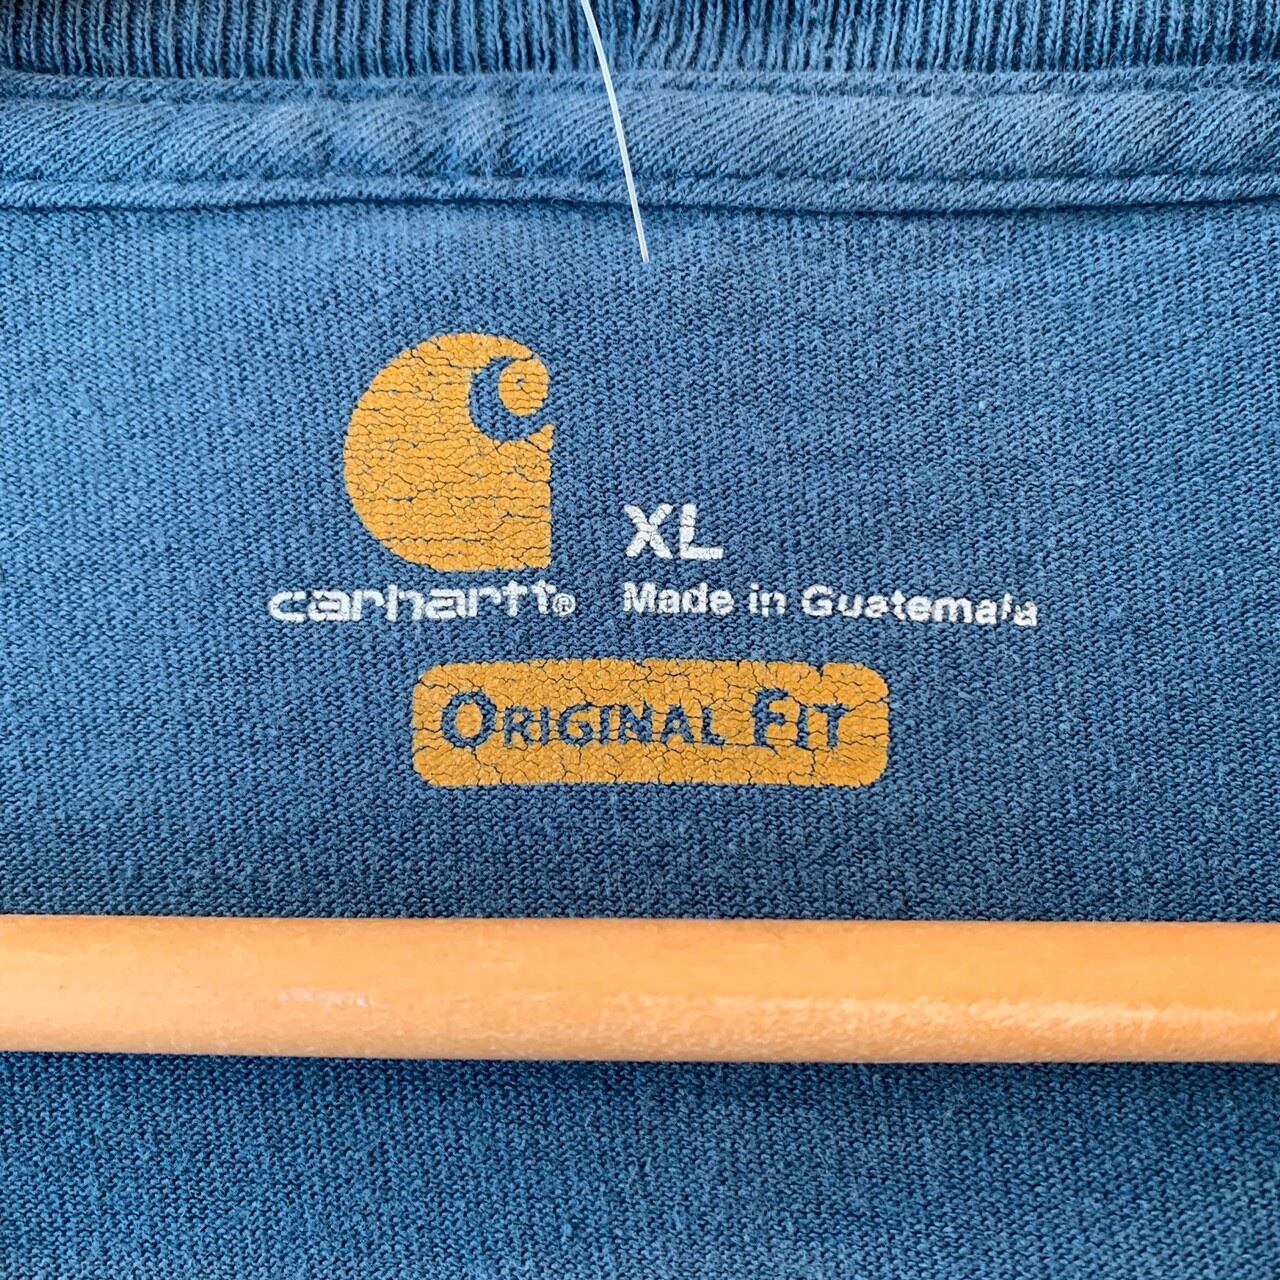 XL
carhartt® Made in Guatemala
ORIGINAL FIT